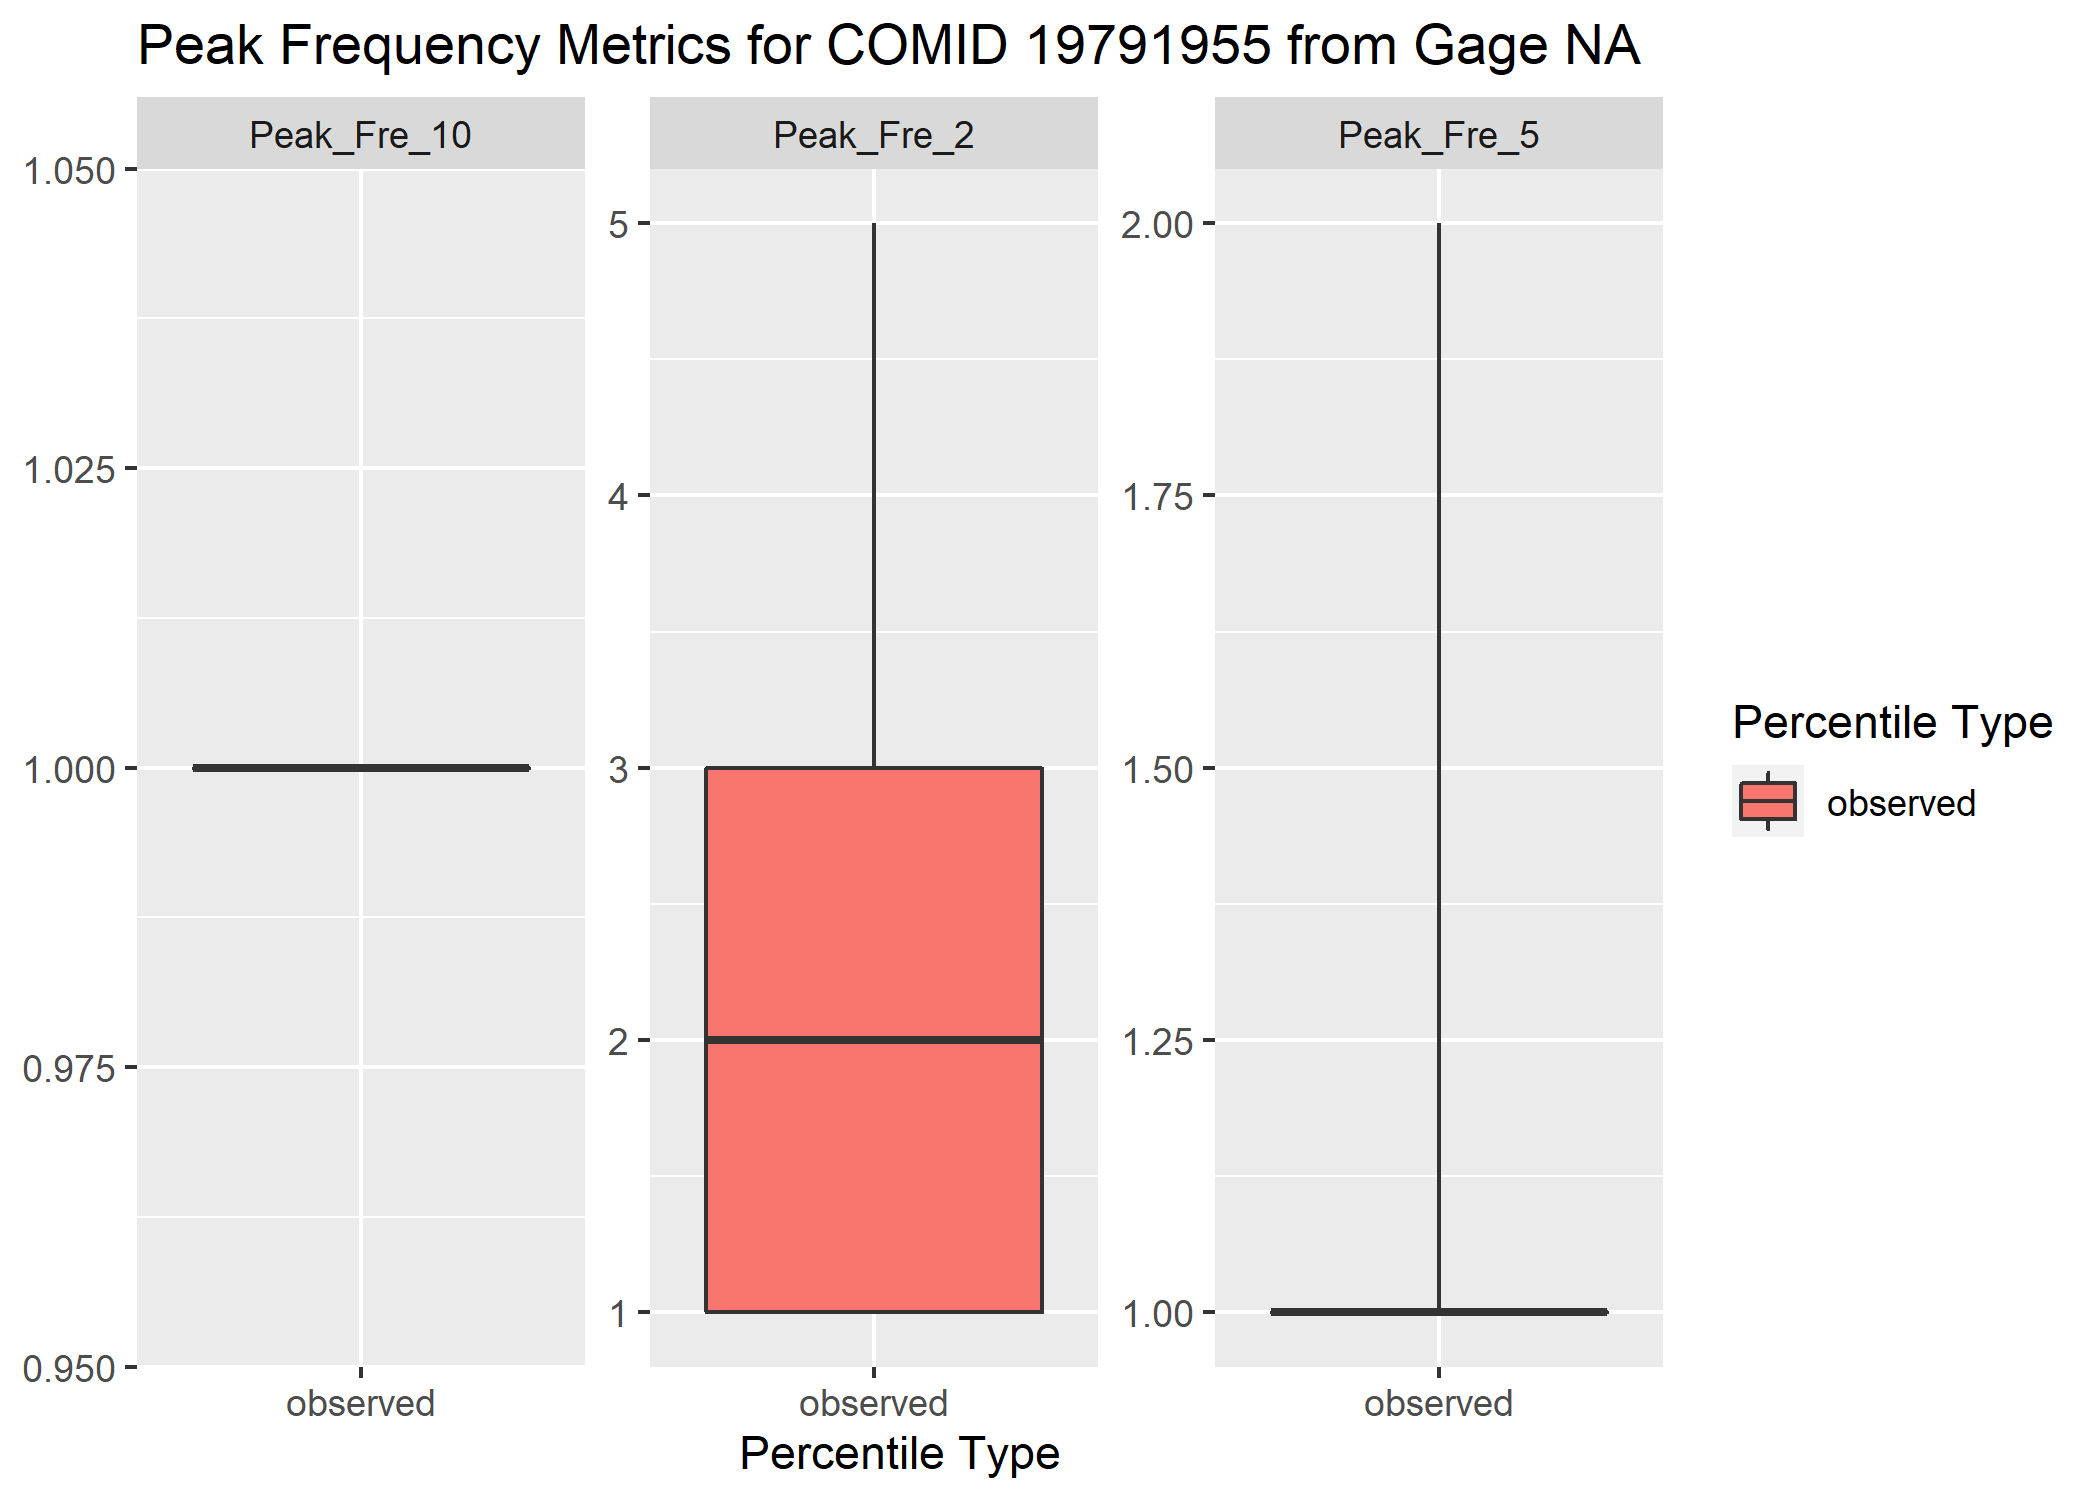 Peak Frequency Metrics for COMID 19791955 from Gage NA
Peak_Fre_10
Peak_Fre_2
Peak_Fre_5
1.050
1.025
1.000
0.975
0.950
5
4
3
2
1
2.00
1.75
1.50
1.25
1.00
observed
observed
observed
Percentile Type
Percentile Type
observed